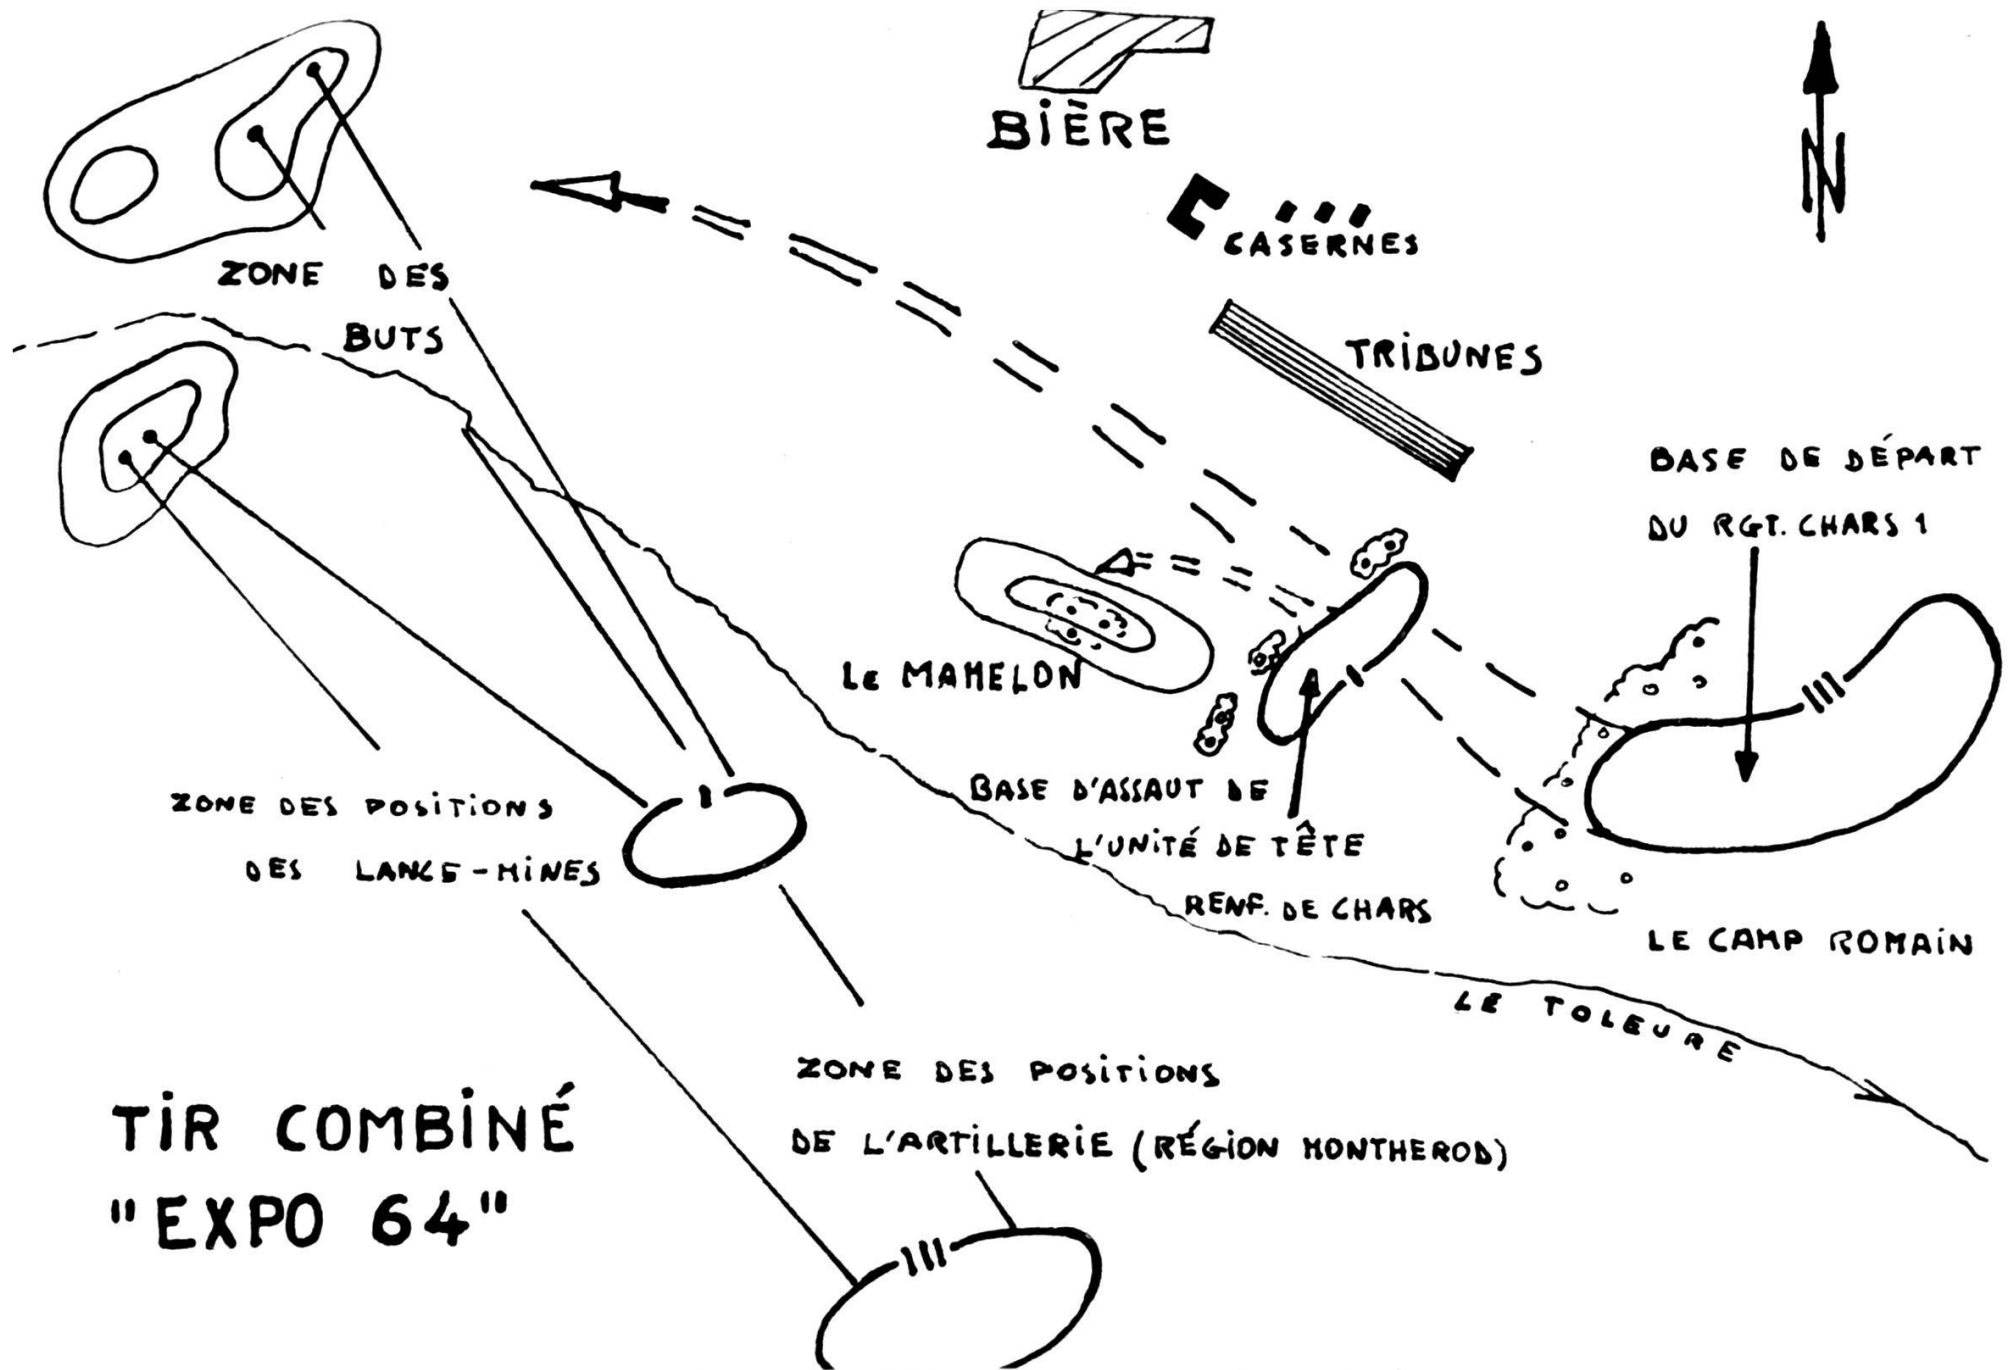 BIÈRE
N
CASERNES
ZONE DES
BUTS
TRIBUNES
BASE DE DÉPART
DU RGT. CHARS 1
LE MAMELON
BASE D'ASSAUT DE
L'UNITÉ DE TÊTE
RENF. DE CHARS
ZONE DES POSITIONS
DES LANCE-MINES
LE CAMP ROMAIN
LE TOLEURE
ZONE DES POSITIONS
DE L'ARTILLERIE (RÉGION MONTHEROD)
TIR COMBINÉ
"EXPO 64"